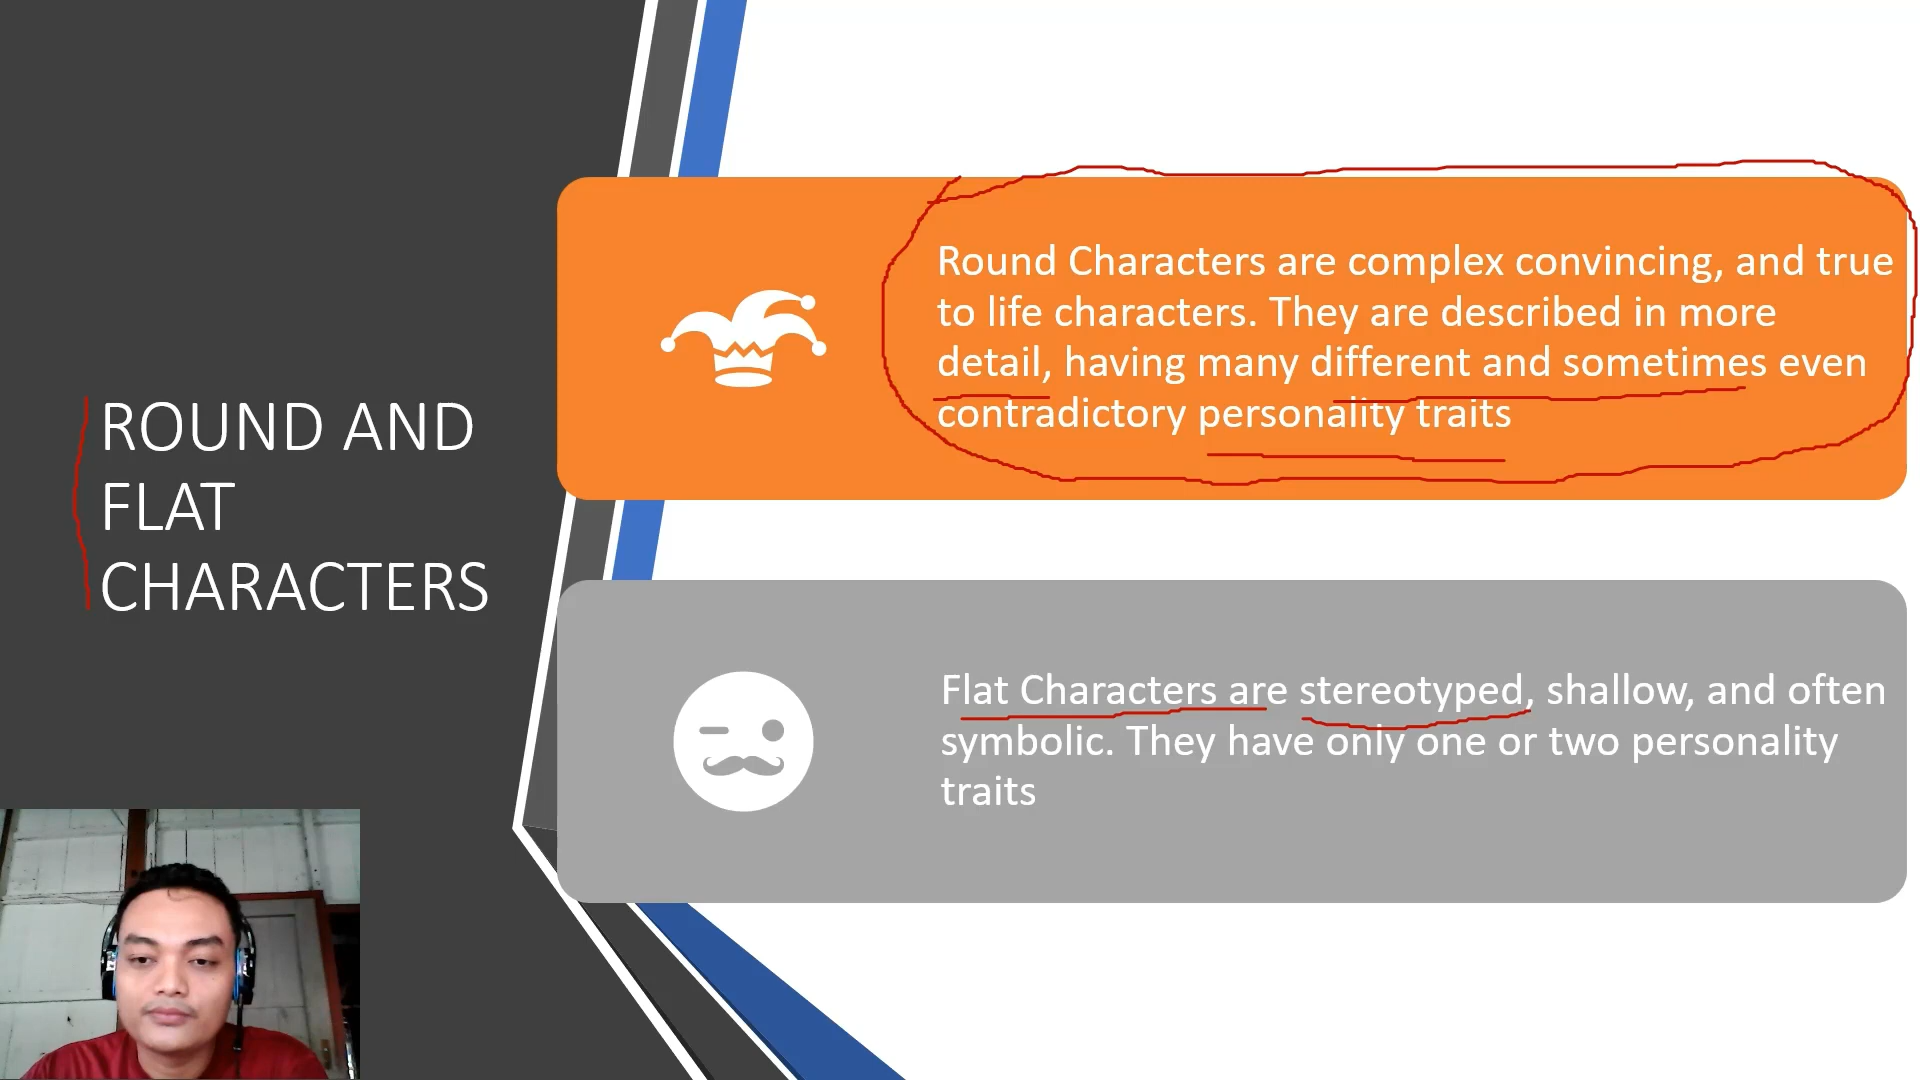 ROUND AND
FLAT
CHARACTERS
Round Characters are complex convincing, and true
to life characters. They are described in more
detail, having many different and sometimes even
contradictory personality traits
Flat Characters are stereotyped, shallow, and often
symbolic. They have only one or two personality
traits